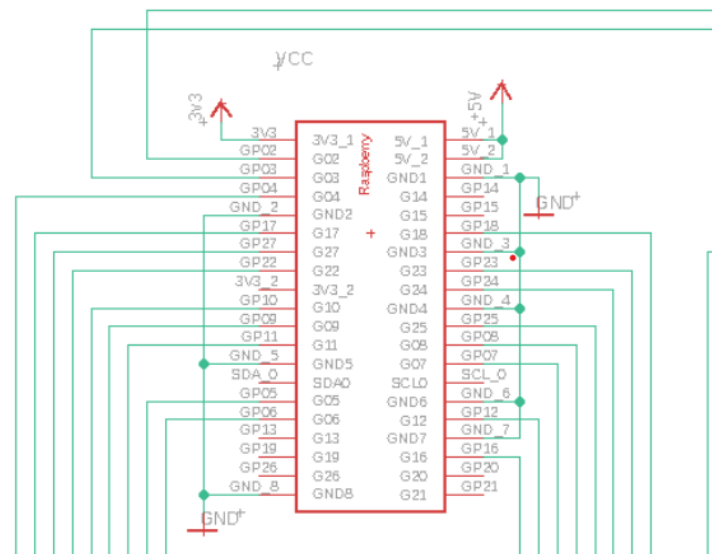 VCC
3V3
+5V
3V3 3V3_1 5V_1 5V_1
GP02 G02 5V_2 5V_2
GP03 G03 GND1 GND_1
GP04 G04 G14 GP14
GND_2 GND2 G15 GP15
GND
GP17 G17 G18 GP18
GP27 G27 GND3 GND_3
GP22 G22 G23 GP23
3V3_2 3V3_2 G24 GP24
GP10 G10 GND4 GND_4
GP09 G09 G25 GP25
GP11 G11 G08 GP08
GND_5 GND5 G07 GP07
SDA_0 SDA0 SCL0 SCL_0
GP05 G05 GND6 GND_6
GP06 G06 G12 GP12
GP13 G13 GND7 GND_7
GP19 G19 G16 GP16
GP26 G26 G20 GP20
GND_8 GND8 G21 GP21
GND
Raspberry